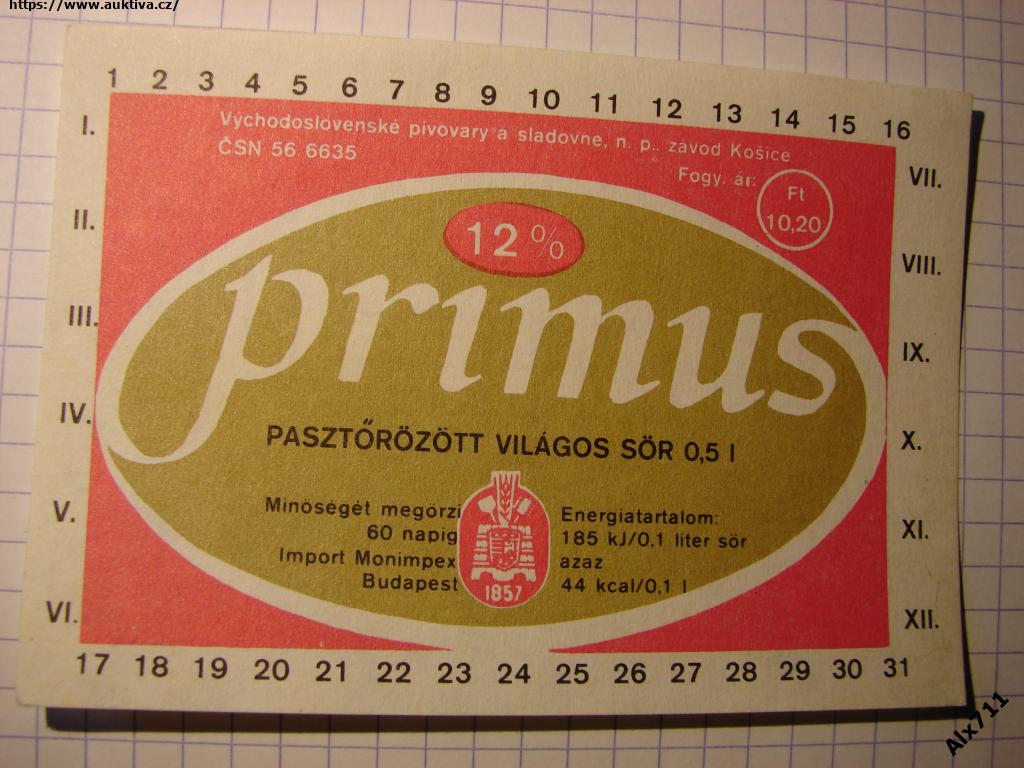 https://www.auktiva.cz/
1 2 3 4 5 6 7 8 9 10 11 12 13 14 15 16
I.
II.
III.
IV.
V.
VI.
Východoslovenské pivovary a sladovne, n. p., závod Košice
ČSN 56 6635
Fogy. ár:
Ft
10,20
12 %
primus
PASZTŐRÖZÖTT VILÁGOS SÖR 0,5 l
Minőségét megőrzi
60 napig
Import Monimpex
Budapest
1857
Energiatartalom:
185 kJ/0,1 liter sör
azaz
44 kcal/0,1 l
VII.
VIII.
IX.
X.
XI.
XII.
17 18 19 20 21 22 23 24 25 26 27 28 29 30 31
Alx711